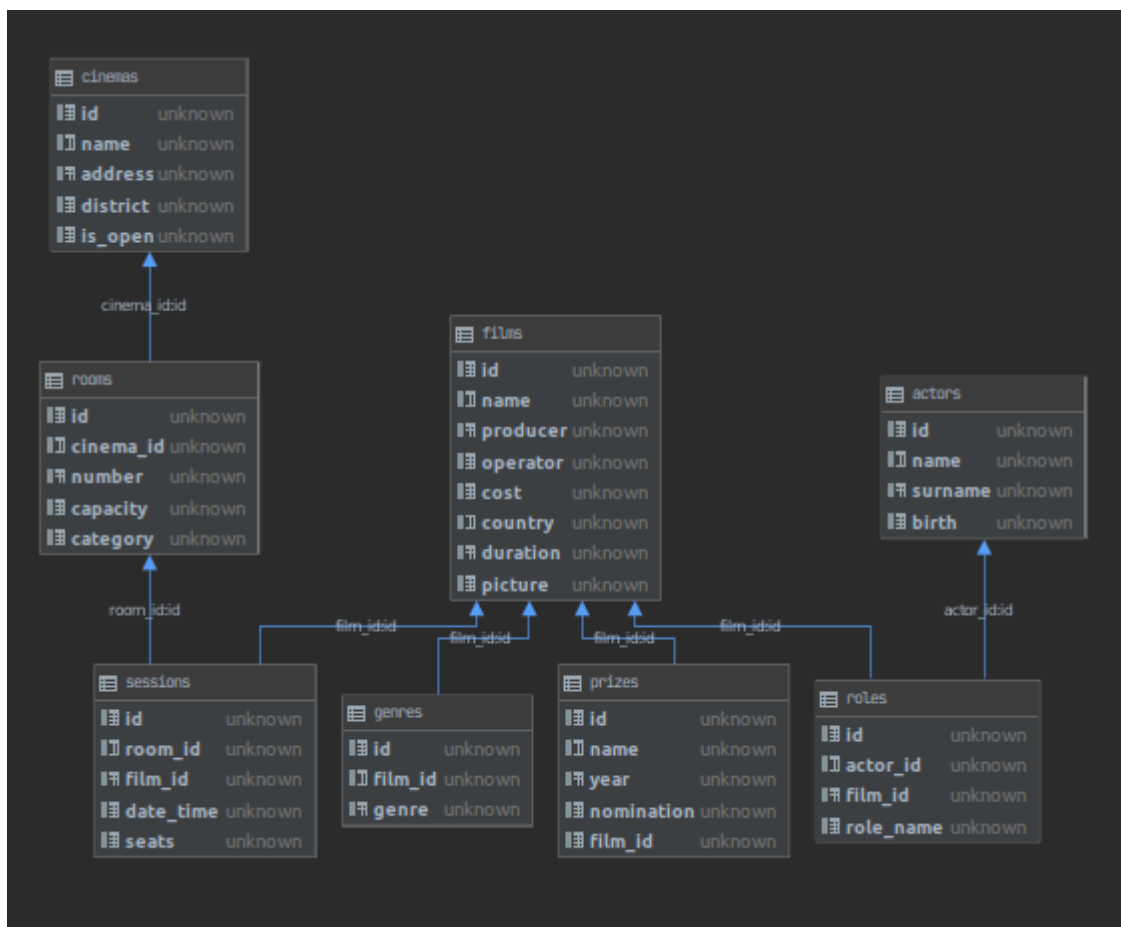 cinemas
id unknown
name unknown
address unknown
district unknown
is_open unknown
cinema_id:id
rooms
id unknown
cinema_id unknown
number unknown
capacity unknown
category unknown
room_id:id
films
id unknown
name unknown
producer unknown
operator unknown
cost unknown
country unknown
duration unknown
picture unknown
actors
id unknown
name unknown
surname unknown
birth unknown
film_id:id
film_id:id
film_id:id
film_id:id
actor_id:id
sessions
id unknown
room_id unknown
film_id unknown
date_time unknown
seats unknown
genres
id unknown
film_id unknown
genre unknown
prizes
id unknown
name unknown
year unknown
nomination unknown
film_id unknown
roles
id unknown
actor_id unknown
film_id unknown
role_name unknown